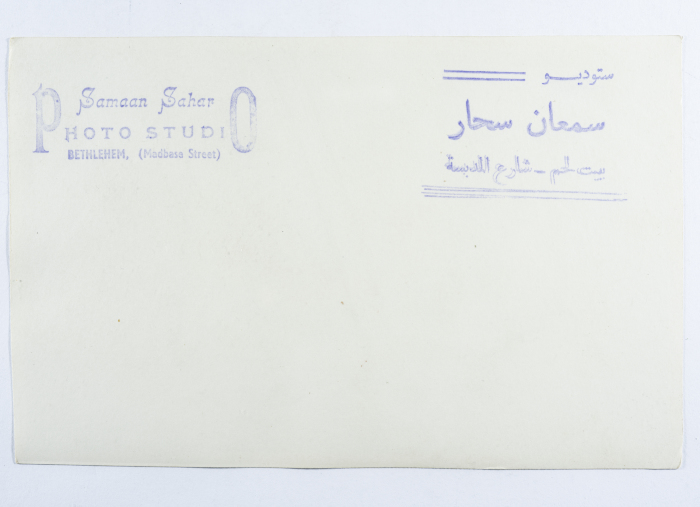 Samaan Sahar
PHOTO STUDIO
BETHLEHEM, (Madbasa Street)
ستوديو
سمعان سحار
بيت لحم - شارع المدبسة